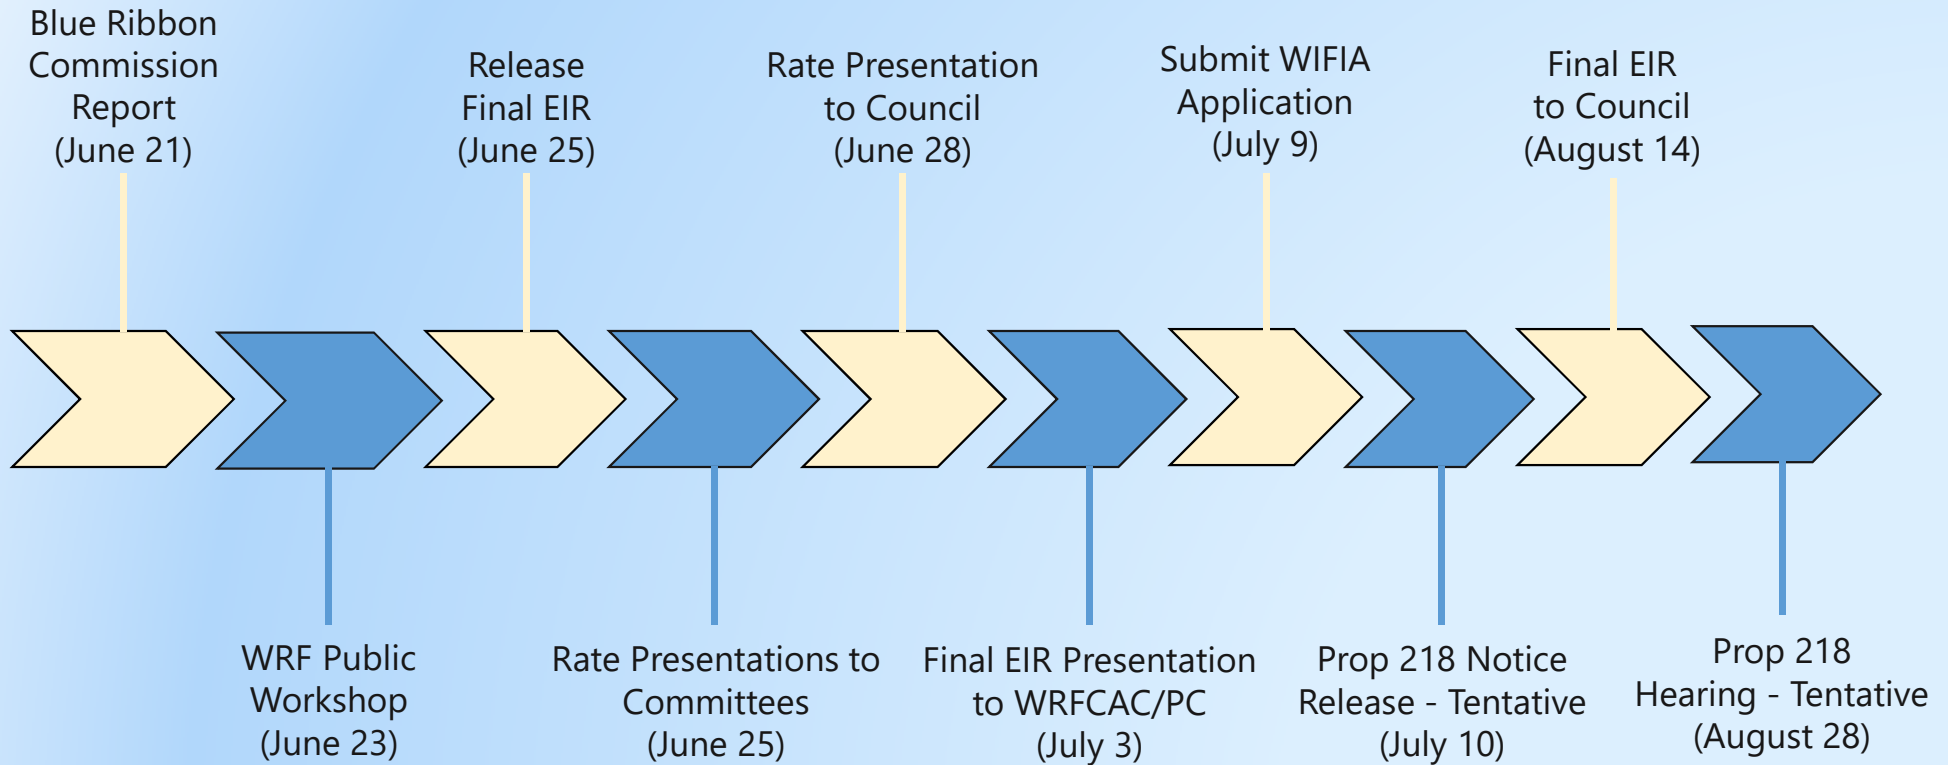 Blue Ribbon
Commission
Report
(June 21)
Release
Final EIR
(June 25)
Rate Presentation
to Council
(June 28)
Submit WIFIA
Application
(July 9)
Final EIR
to Council
(August 14)
WRF Public
Workshop
(June 23)
Rate Presentations to
Committees
(June 25)
Final EIR Presentation
to WRFCAC/PC
(July 3)
Prop 218 Notice
Release - Tentative
(July 10)
Prop 218
Hearing - Tentative
(August 28)